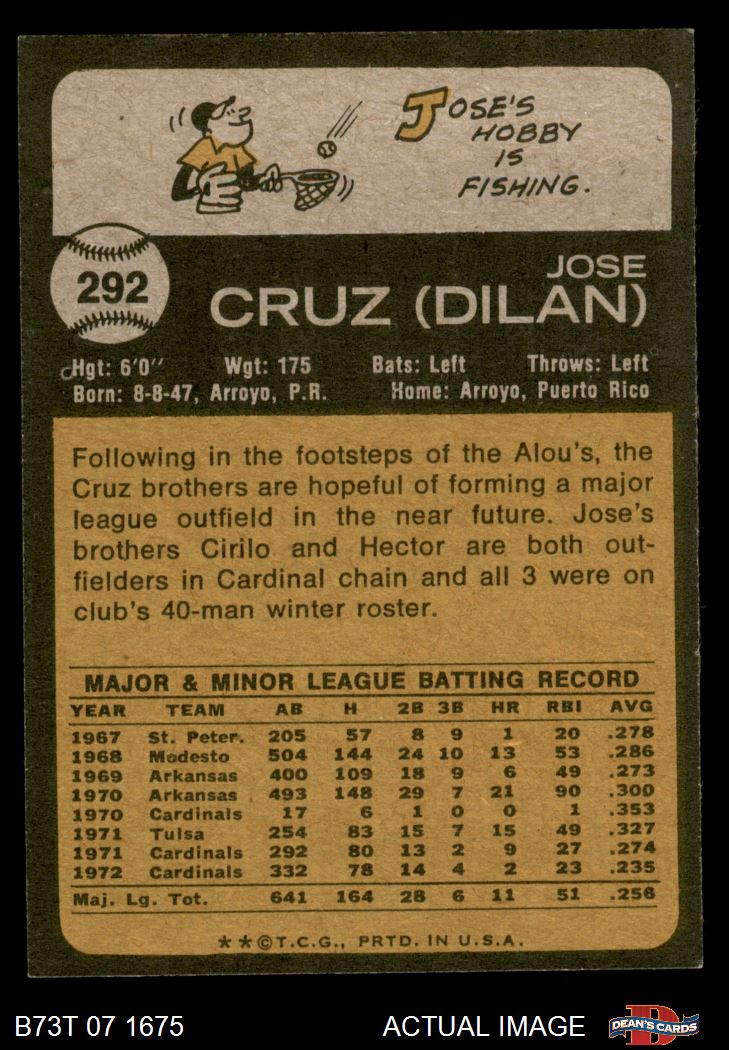 JOSE'S
HOBBY
IS
FISHING.
292
JOSE
CRUZ (DILAN)
Hgt: 6'0'' Wgt: 175 Bats: Left Throws: Left
Born: 8-8-47, Arroyo, P.R. Home: Arroyo, Puerto Rico
Following in the footsteps of the Alou's, the
Cruz brothers are hopeful of forming a major
league outfield in the near future. Jose's
brothers Cirilo and Hector are both out-
fielders in Cardinal chain and all 3 were on
club's 40-man winter roster.
MAJOR & MINOR LEAGUE BATTING RECORD
YEAR TEAM AB H 2B 3B HR RBI AVG
1967 St. Peter. 205 57 8 9 1 20 .278
1968 Modesto 504 144 24 10 13 53 .286
1969 Arkansas 400 109 18 9 6 49 .273
1970 Arkansas 493 148 29 7 21 90 .300
1970 Cardinals 17 6 1 0 0 1 .353
1971 Tulsa 254 83 15 7 15 49 .327
1971 Cardinals 292 80 13 2 9 27 .274
1972 Cardinals 332 78 14 4 2 23 .235
Maj. Lg. Tot. 641 164 28 6 11 51 .256
**©T.C.G., PRTD. IN U.S.A.
B73T 07 1675 ACTUAL IMAGE DEAN'S CARDS